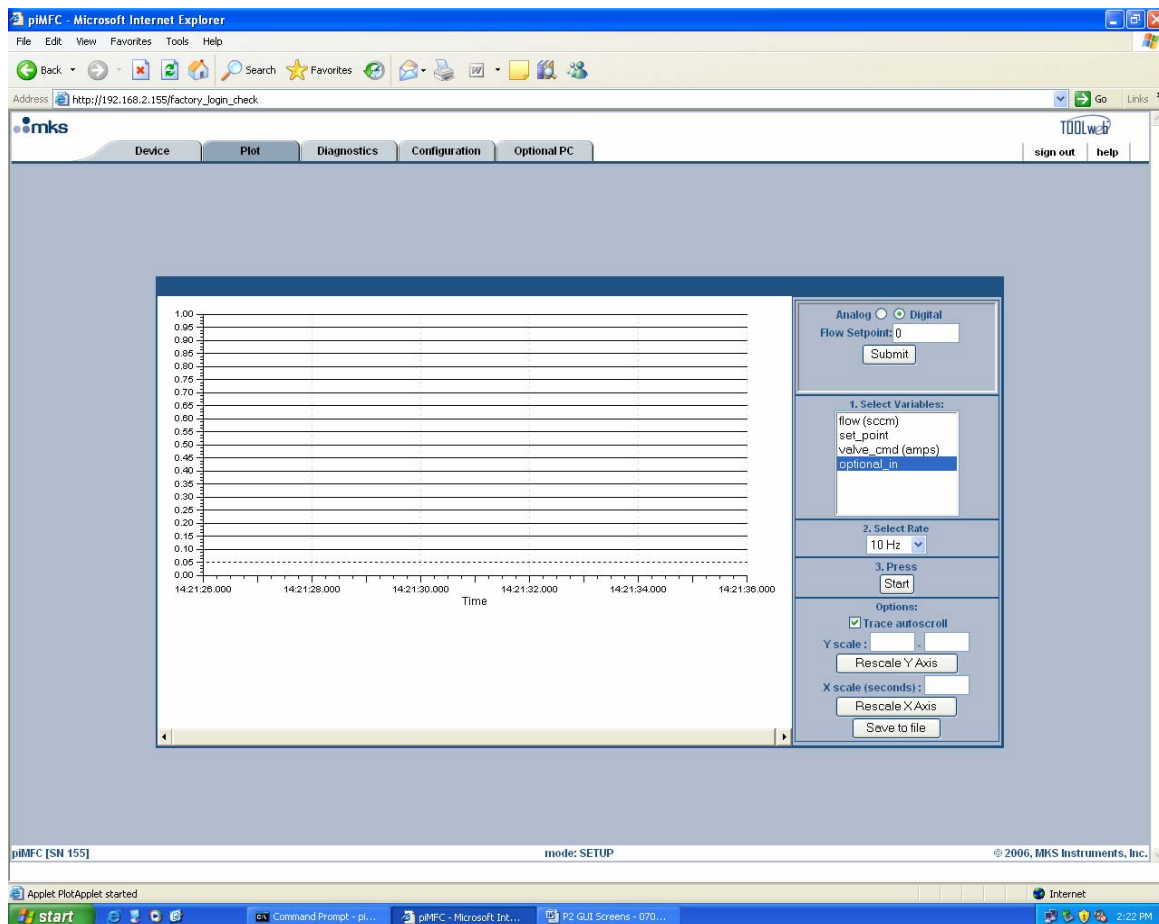 piMFC - Microsoft Internet Explorer
File Edit View Favorites Tools Help
Back Search Favorites
Address http://192.168.2.155/factory_login_check Go Links
mks
TOOLweb
Device Plot Diagnostics Configuration Optional PC
sign out help
1.00
0.95
0.90
0.85
0.80
0.75
0.70
0.65
0.60
0.55
0.50
0.45
0.40
0.35
0.30
0.25
0.20
0.15
0.10
0.05
0.00
14:21:26.000 14:21:28.000 14:21:30.000 14:21:32.000 14:21:34.000 14:21:36.000
Time
Analog Digital
Flow Setpoint: 0
Submit
1. Select Variables:
flow (sccm)
set_point
valve_cmd (amps)
optional_in
2. Select Rate
10 Hz
3. Press
Start
Options:
Trace autoscroll
Y scale : -
Rescale Y Axis
X scale (seconds) :
Rescale X Axis
Save to file
piMFC [SN 155] mode: SETUP © 2006, MKS Instruments, Inc.
Applet PlotApplet started Internet
start Command Prompt - pi... piMFC - Microsoft Int... P2 GUI Screens - 070... 2:22 PM